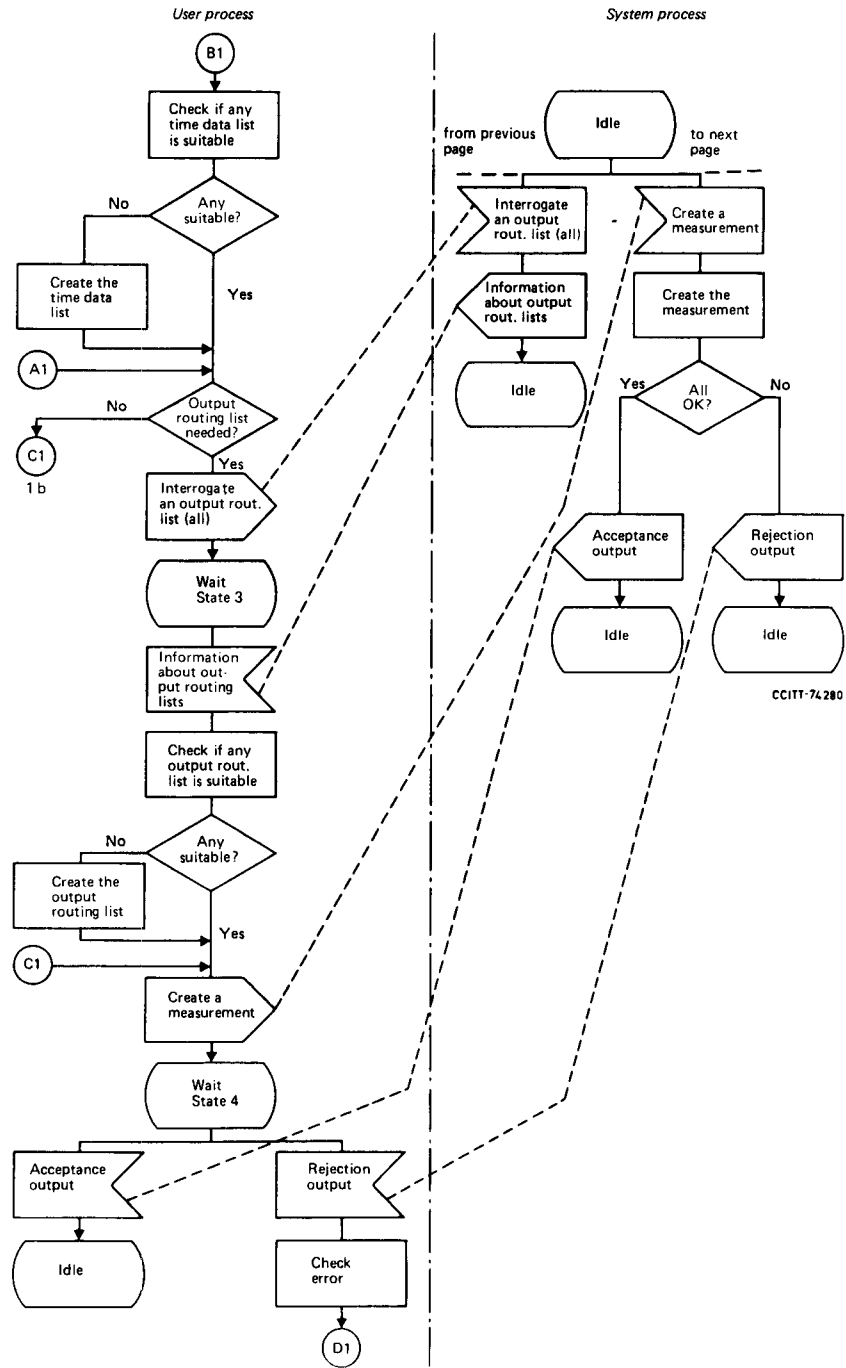 User process
System process
B1
Check if any
time data list
is suitable
No
Any
suitable?
Create the
time data
list
Yes
A1
No
Output
routing list
needed?
C1
1 b
Yes
Interrogate
an output rout.
list (all)
Wait
State 3
Information
about out-
put routing
lists
Check if any
output rout.
list is suitable
No
Any
suitable?
Create the
output
routing list
Yes
C1
Create a
measurement
Wait
State 4
Acceptance
output
Rejection
output
Idle
Check
error
D1
from previous
page
Idle
to next
page
Interrogate
an output
rout. list (all)
Create a
measurement
Information
about output
rout. lists
Create the
measurement
Idle
Yes
All
OK?
No
Acceptance
output
Rejection
output
Idle
Idle
CCITT-74280